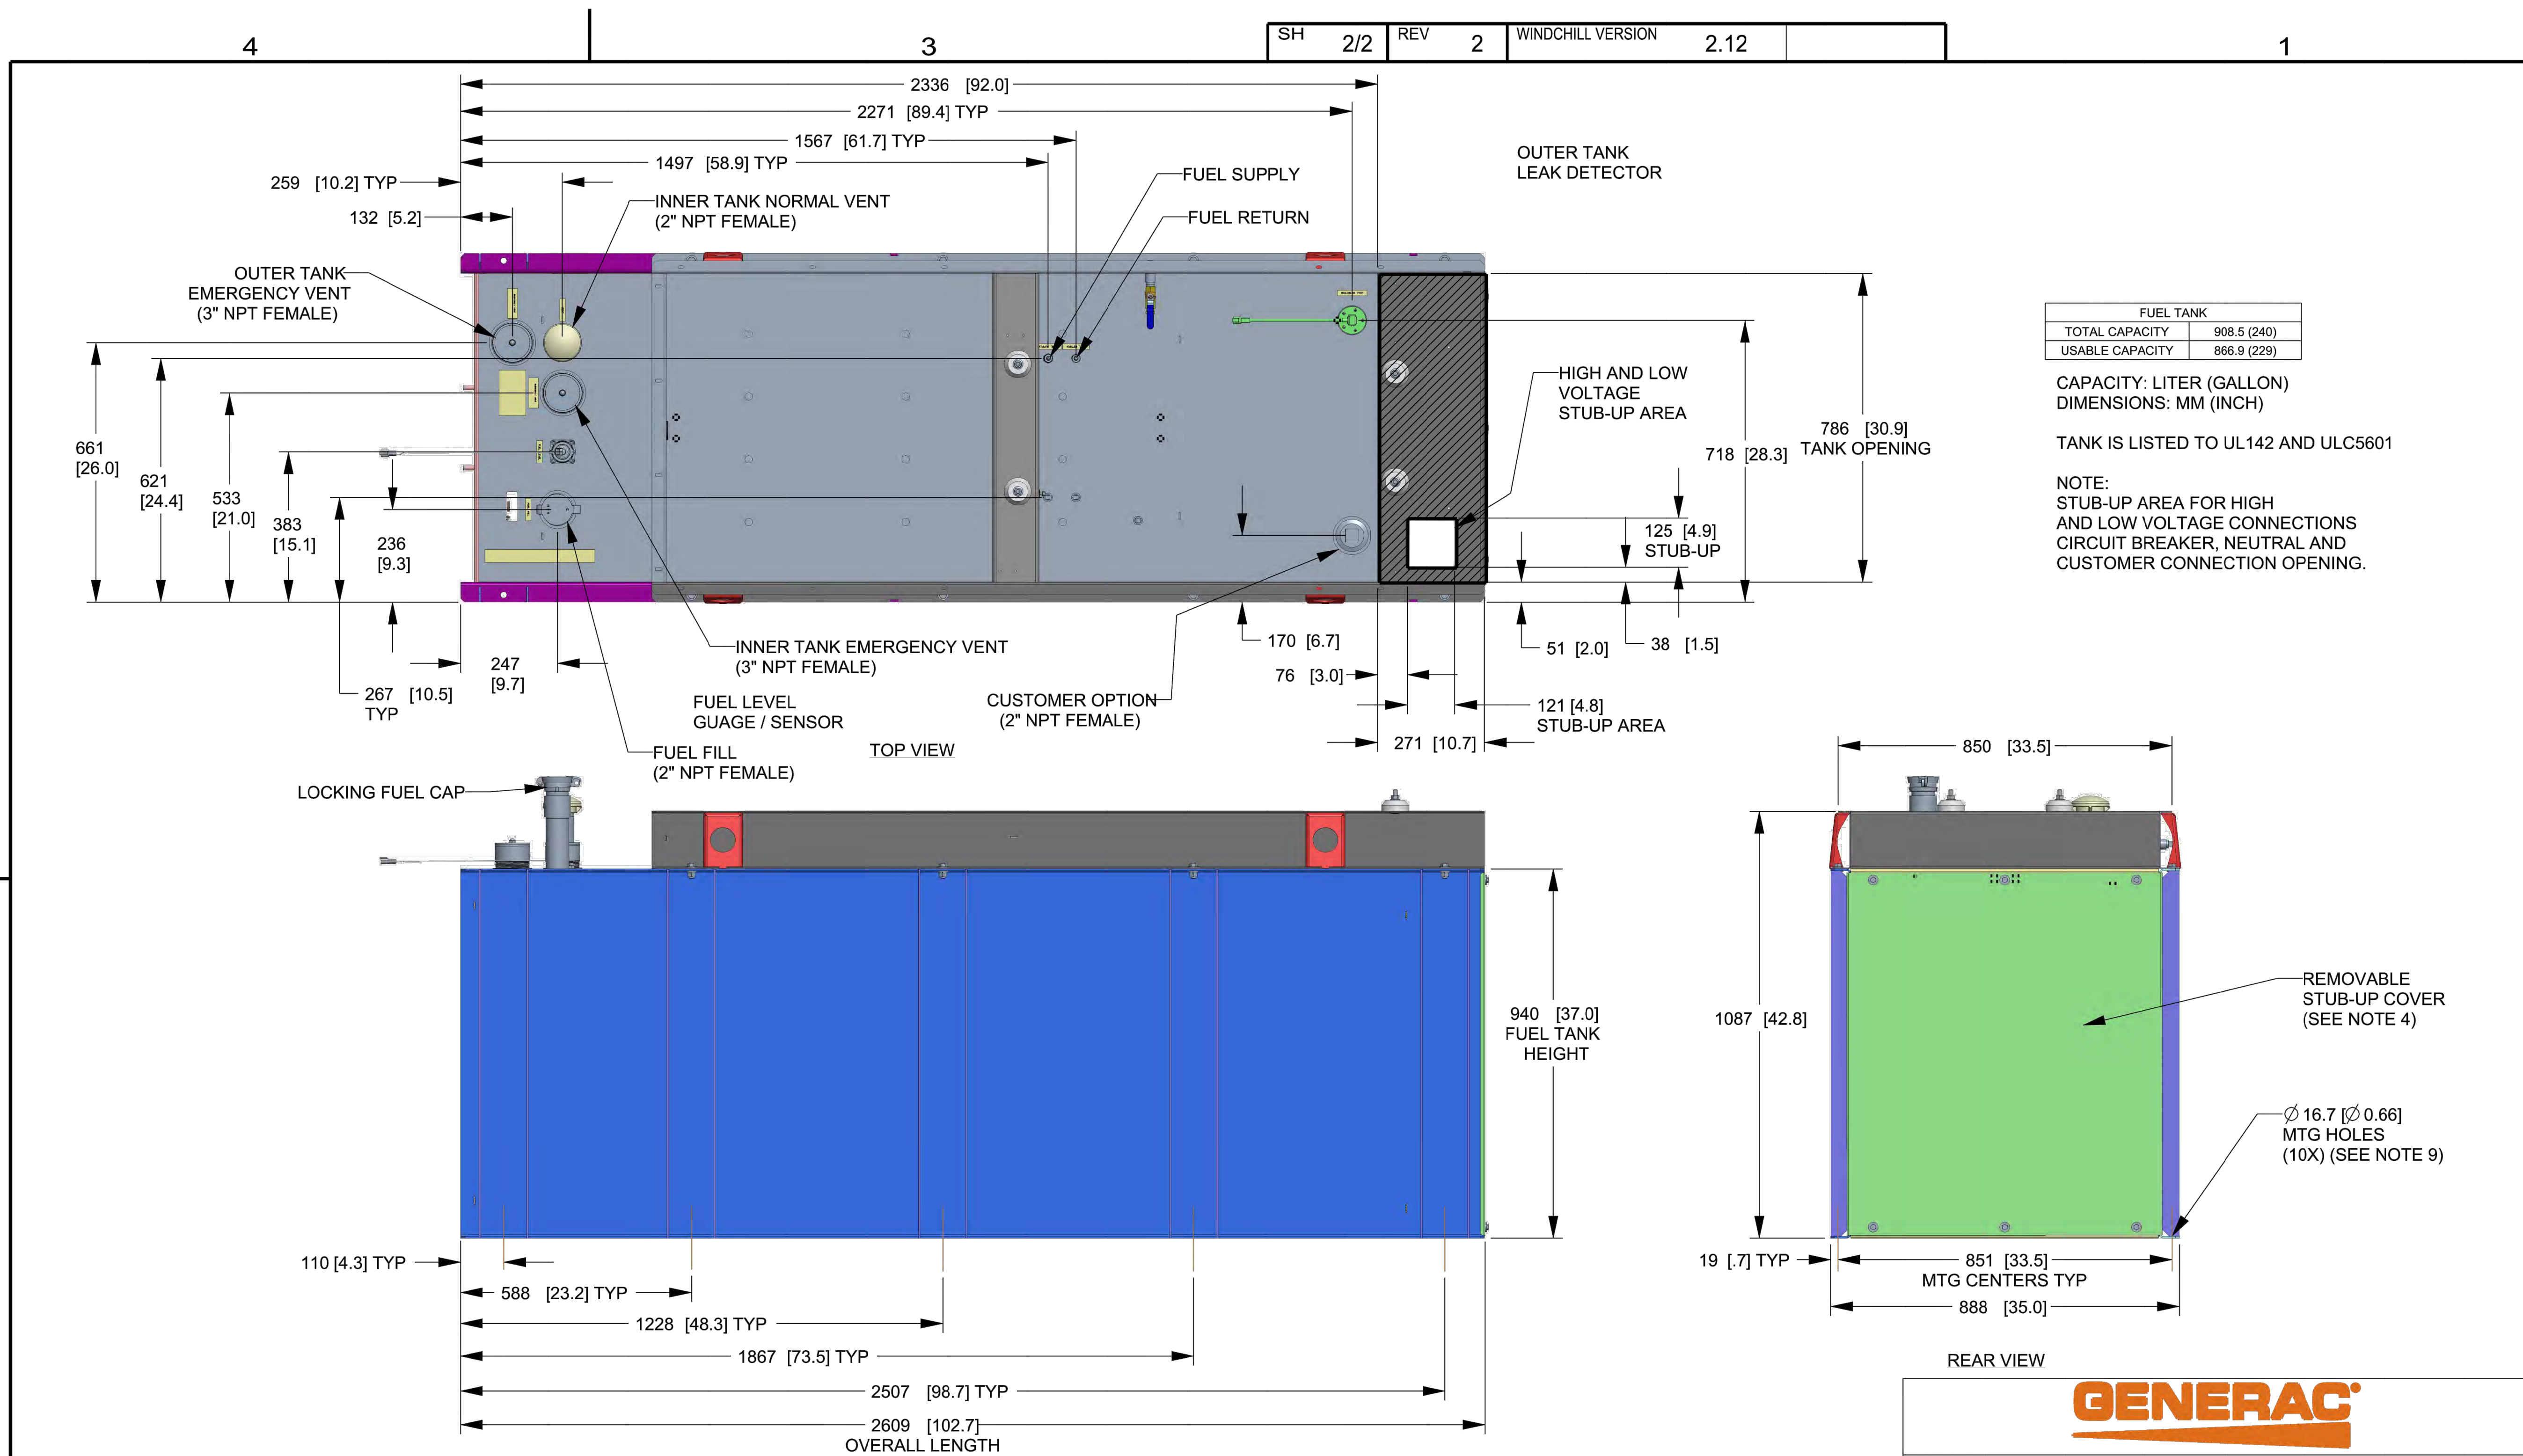 4
3
SH 2/2
REV 2
WINDCHILL VERSION 2.12
1
2336 [92.0]
2271 [89.4] TYP
1567 [61.7] TYP
1497 [58.9] TYP
259 [10.2] TYP
132 [5.2]
INNER TANK NORMAL VENT
(2" NPT FEMALE)
FUEL SUPPLY
FUEL RETURN
OUTER TANK
LEAK DETECTOR
OUTER TANK
EMERGENCY VENT
(3" NPT FEMALE)
FUEL TANK
TOTAL CAPACITY 908.5 (240)
USABLE CAPACITY 866.9 (229)
CAPACITY: LITER (GALLON)
DIMENSIONS: MM (INCH)
TANK IS LISTED TO UL142 AND ULC5601
NOTE:
STUB-UP AREA FOR HIGH
AND LOW VOLTAGE CONNECTIONS
CIRCUIT BREAKER, NEUTRAL AND
CUSTOMER CONNECTION OPENING.
HIGH AND LOW
VOLTAGE
STUB-UP AREA
786 [30.9]
TANK OPENING
718 [28.3]
125 [4.9]
STUB-UP
661
[26.0]
621
[24.4]
533
[21.0]
383
[15.1]
236
[9.3]
267 [10.5]
TYP
247
[9.7]
INNER TANK EMERGENCY VENT
(3" NPT FEMALE)
FUEL LEVEL
GUAGE / SENSOR
FUEL FILL
(2" NPT FEMALE)
TOP VIEW
CUSTOMER OPTION
(2" NPT FEMALE)
170 [6.7]
76 [3.0]
51 [2.0]
38 [1.5]
121 [4.8]
STUB-UP AREA
271 [10.7]
LOCKING FUEL CAP
850 [33.5]
940 [37.0]
FUEL TANK
HEIGHT
1087 [42.8]
REMOVABLE
STUB-UP COVER
(SEE NOTE 4)
Ø 16.7 [Ø 0.66]
MTG HOLES
(10X) (SEE NOTE 9)
110 [4.3] TYP
588 [23.2] TYP
1228 [48.3] TYP
1867 [73.5] TYP
2507 [98.7] TYP
2609 [102.7]
OVERALL LENGTH
19 [.7] TYP
851 [33.5]
MTG CENTERS TYP
888 [35.0]
REAR VIEW
GENERAC